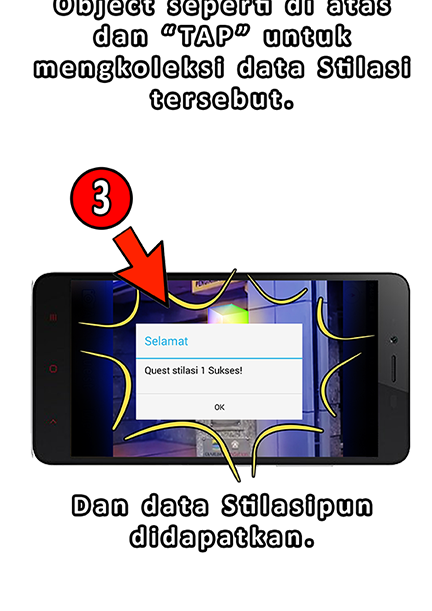 Object seperti di atas
dan “TAP” untuk
mengkoleksi data Stilasi
tersebut.
3
Selamat
Quest stilasi 1 Sukses!
OK
Dan data Stilasipun
didapatkan.